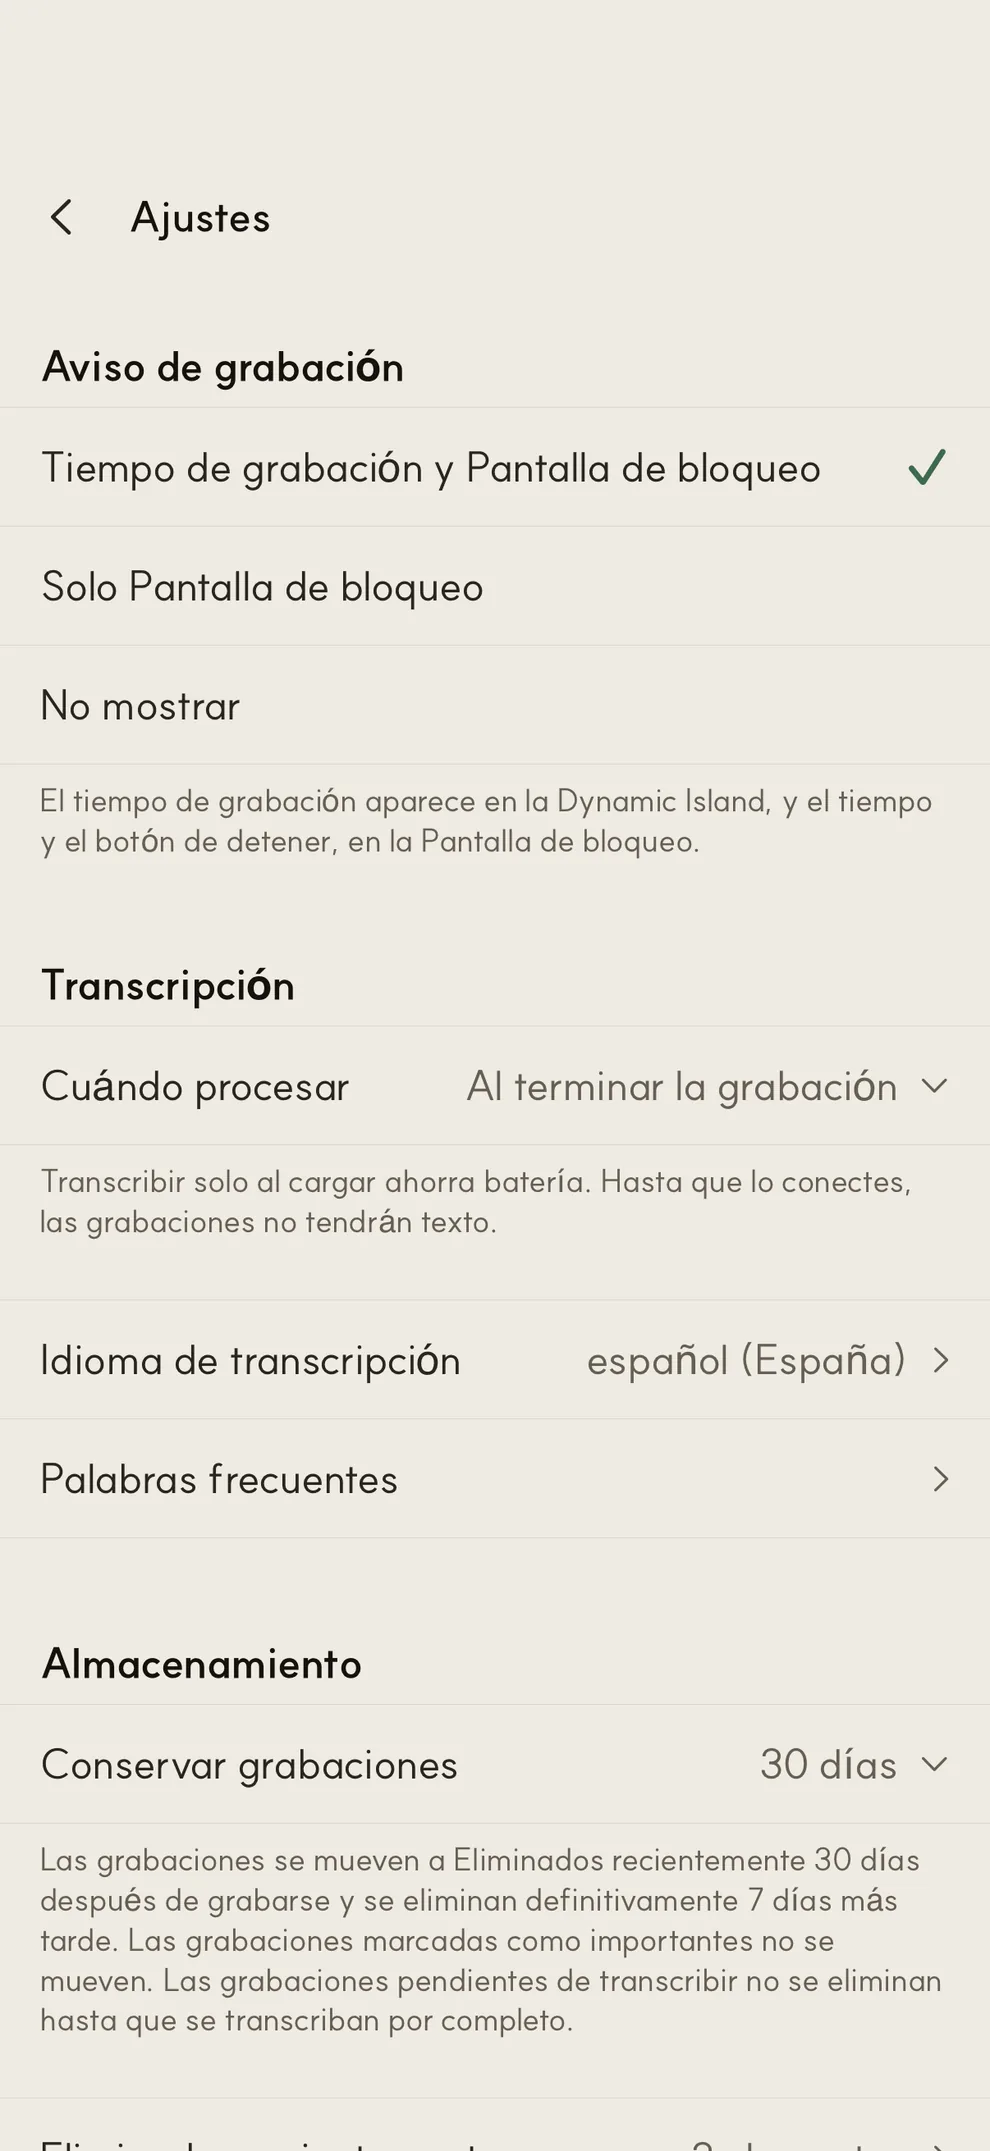 Ajustes
Aviso de grabación
Tiempo de grabación y Pantalla de bloqueo
Solo Pantalla de bloqueo
No mostrar
El tiempo de grabación aparece en la Dynamic Island, y el tiempo
y el botón de detener, en la Pantalla de bloqueo.
Transcripción
Cuándo procesar Al terminar la grabación
Transcribir solo al cargar ahorra batería. Hasta que lo conectes,
las grabaciones no tendrán texto.
Idioma de transcripción español (España)
Palabras frecuentes
Almacenamiento
Conservar grabaciones 30 días
Las grabaciones se mueven a Eliminados recientemente 30 días
después de grabarse y se eliminan definitivamente 7 días más
tarde. Las grabaciones marcadas como importantes no se
mueven. Las grabaciones pendientes de transcribir no se eliminan
hasta que se transcriban por completo.